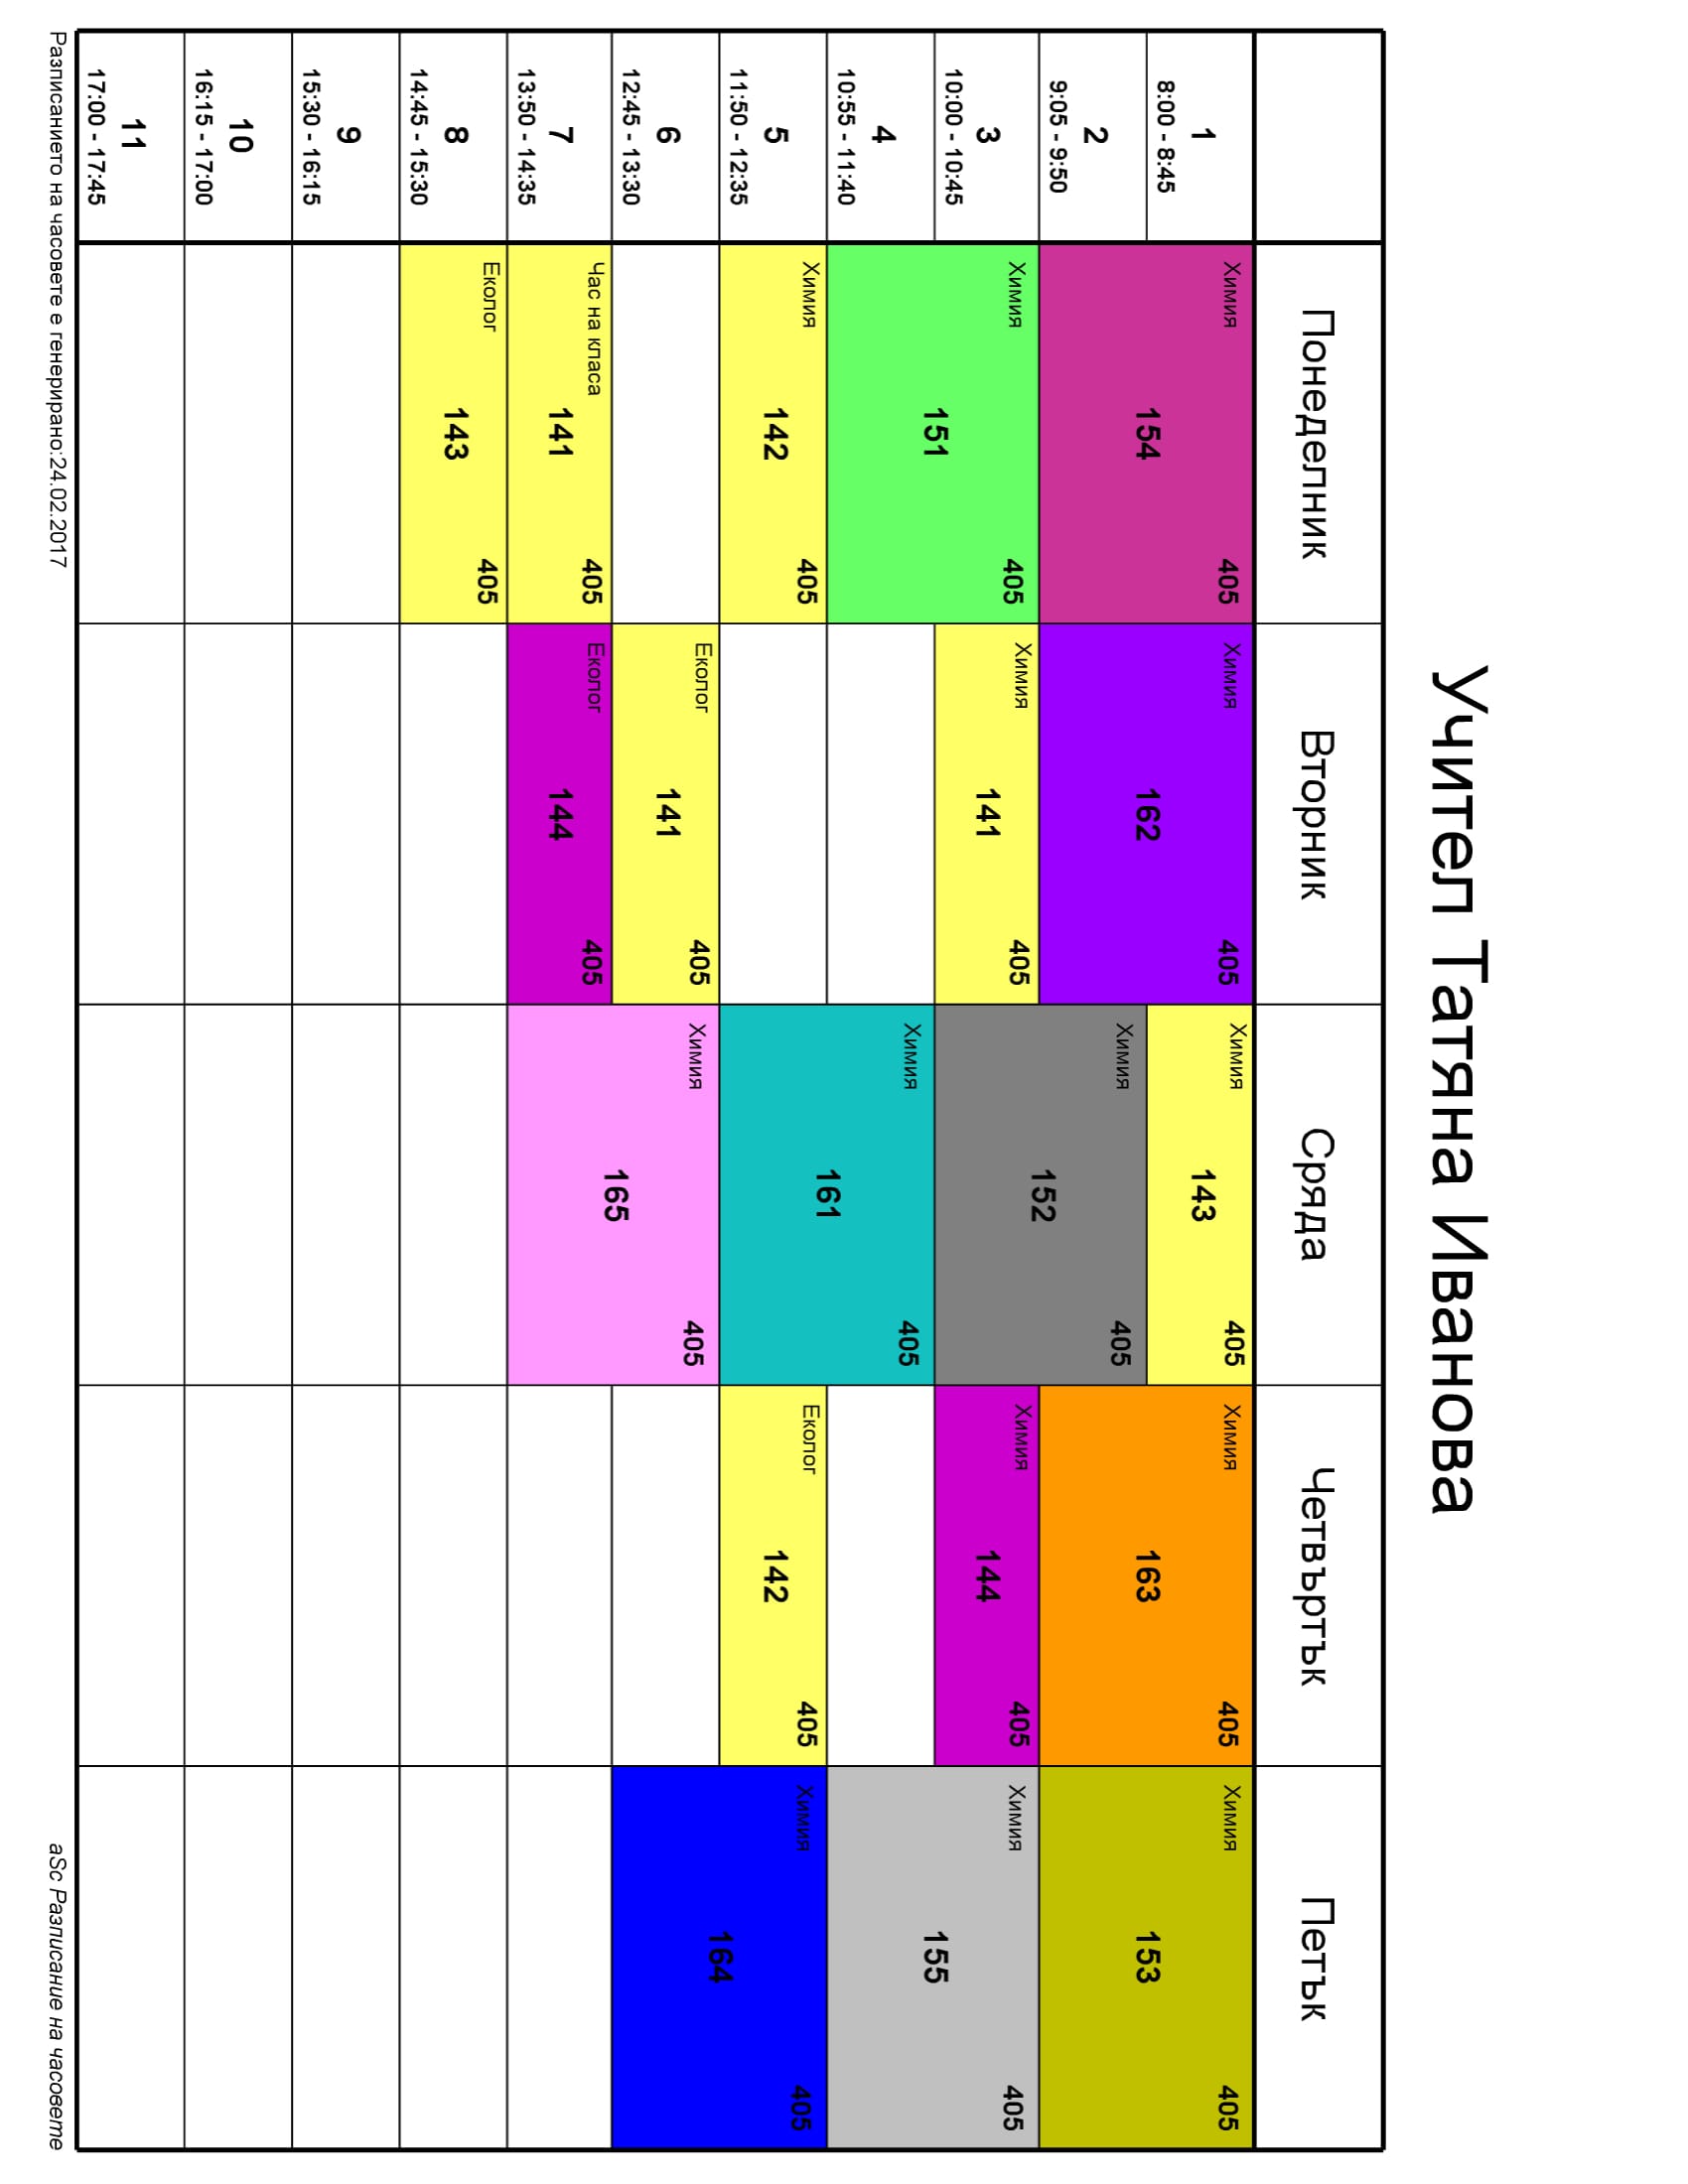 Учител Татяна Иванова
Понеделник Вторник Сряда Четвъртък Петък
1
8:00 - 8:45
2
9:05 - 9:50
3
10:00 - 10:45
4
10:55 - 11:40
5
11:50 - 12:35
6
12:45 - 13:30
7
13:50 - 14:35
8
14:45 - 15:30
9
15:30 - 16:15
10
16:15 - 17:00
11
17:00 - 17:45
Химия
154
405
Химия
151
405
Химия
142
405
Час на класа
141
405
Еколог
143
405
Химия
162
405
Химия
141
405
Еколог
141
405
Еколог
144
405
Химия
143
405
Химия
152
405
Химия
161
405
Химия
165
405
Химия
163
405
Химия
144
405
Еколог
142
405
Химия
153
405
Химия
155
405
Химия
164
405
Разписанието на часовете е генерирано:24.02.2017
aSc Разписание на часовете